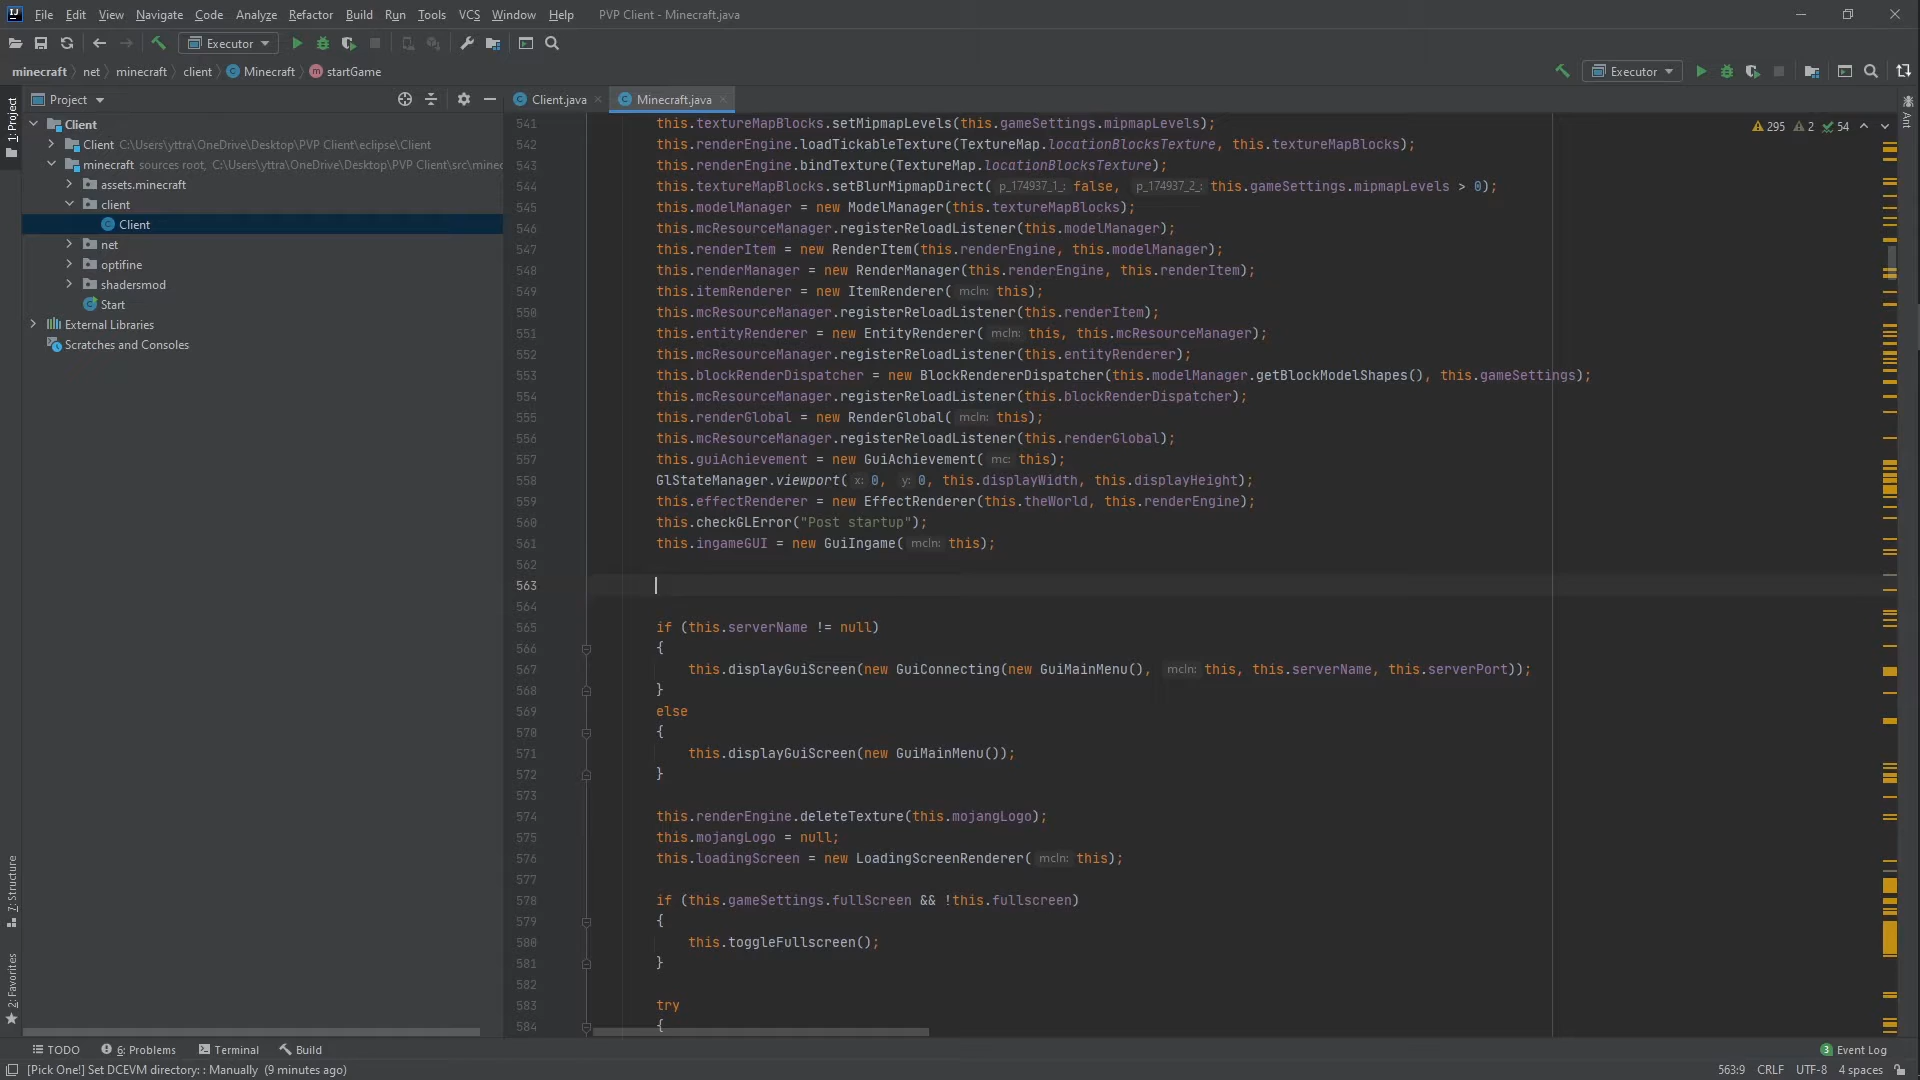 File Edit View Navigate Code Analyze Refactor Build Run Tools VCS Window Help PVP Client - Minecraft.java
Executor
minecraft net minecraft client Minecraft startGame
Executor
1: Project
Project
Client.java
Minecraft.java
Ant
295 2 54
Client
Client C:\Users\yttra\OneDrive\Desktop\PVP Client\eclipse\Client
minecraft sources root, C:\Users\yttra\OneDrive\Desktop\PVP Client\src\minec
assets.minecraft
client
Client
net
optifine
shadersmod
Start
External Libraries
Scratches and Consoles
541 this.textureMapBlocks.setMipmapLevels(this.gameSettings.mipmapLevels);
542 this.renderEngine.loadTickableTexture(TextureMap.locationBlocksTexture, this.textureMapBlocks);
543 this.renderEngine.bindTexture(TextureMap.locationBlocksTexture);
544 this.textureMapBlocks.setBlurMipmapDirect( p_174937_1_: false, p_174937_2_: this.gameSettings.mipmapLevels > 0);
545 this.modelManager = new ModelManager(this.textureMapBlocks);
546 this.mcResourceManager.registerReloadListener(this.modelManager);
547 this.renderItem = new RenderItem(this.renderEngine, this.modelManager);
548 this.renderManager = new RenderManager(this.renderEngine, this.renderItem);
549 this.itemRenderer = new ItemRenderer( mcIn: this);
550 this.mcResourceManager.registerReloadListener(this.renderItem);
551 this.entityRenderer = new EntityRenderer( mcIn: this, this.mcResourceManager);
552 this.mcResourceManager.registerReloadListener(this.entityRenderer);
553 this.blockRenderDispatcher = new BlockRendererDispatcher(this.modelManager.getBlockModelShapes(), this.gameSettings);
554 this.mcResourceManager.registerReloadListener(this.blockRenderDispatcher);
555 this.renderGlobal = new RenderGlobal( mcIn: this);
556 this.mcResourceManager.registerReloadListener(this.renderGlobal);
557 this.guiAchievement = new GuiAchievement( mc: this);
558 GlStateManager.viewport( x: 0, y: 0, this.displayWidth, this.displayHeight);
559 this.effectRenderer = new EffectRenderer(this.theWorld, this.renderEngine);
560 this.checkGLError("Post startup");
561 this.ingameGUI = new GuiIngame( mcIn: this);
562
563
564
565 if (this.serverName != null)
566 {
567 this.displayGuiScreen(new GuiConnecting(new GuiMainMenu(), mcIn: this, this.serverName, this.serverPort));
568 }
569 else
570 {
571 this.displayGuiScreen(new GuiMainMenu());
572 }
573
574 this.renderEngine.deleteTexture(this.mojangLogo);
575 this.mojangLogo = null;
576 this.loadingScreen = new LoadingScreenRenderer( mcIn: this);
577
578 if (this.gameSettings.fullScreen && !this.fullscreen)
579 {
580 this.toggleFullscreen();
581 }
582
583 try
584 {
7: Structure
2: Favorites
TODO 6: Problems Terminal Build 3 Event Log
[Pick One!] Set DCEVM directory: : Manually (9 minutes ago) 563:9 CRLF UTF-8 4 spaces